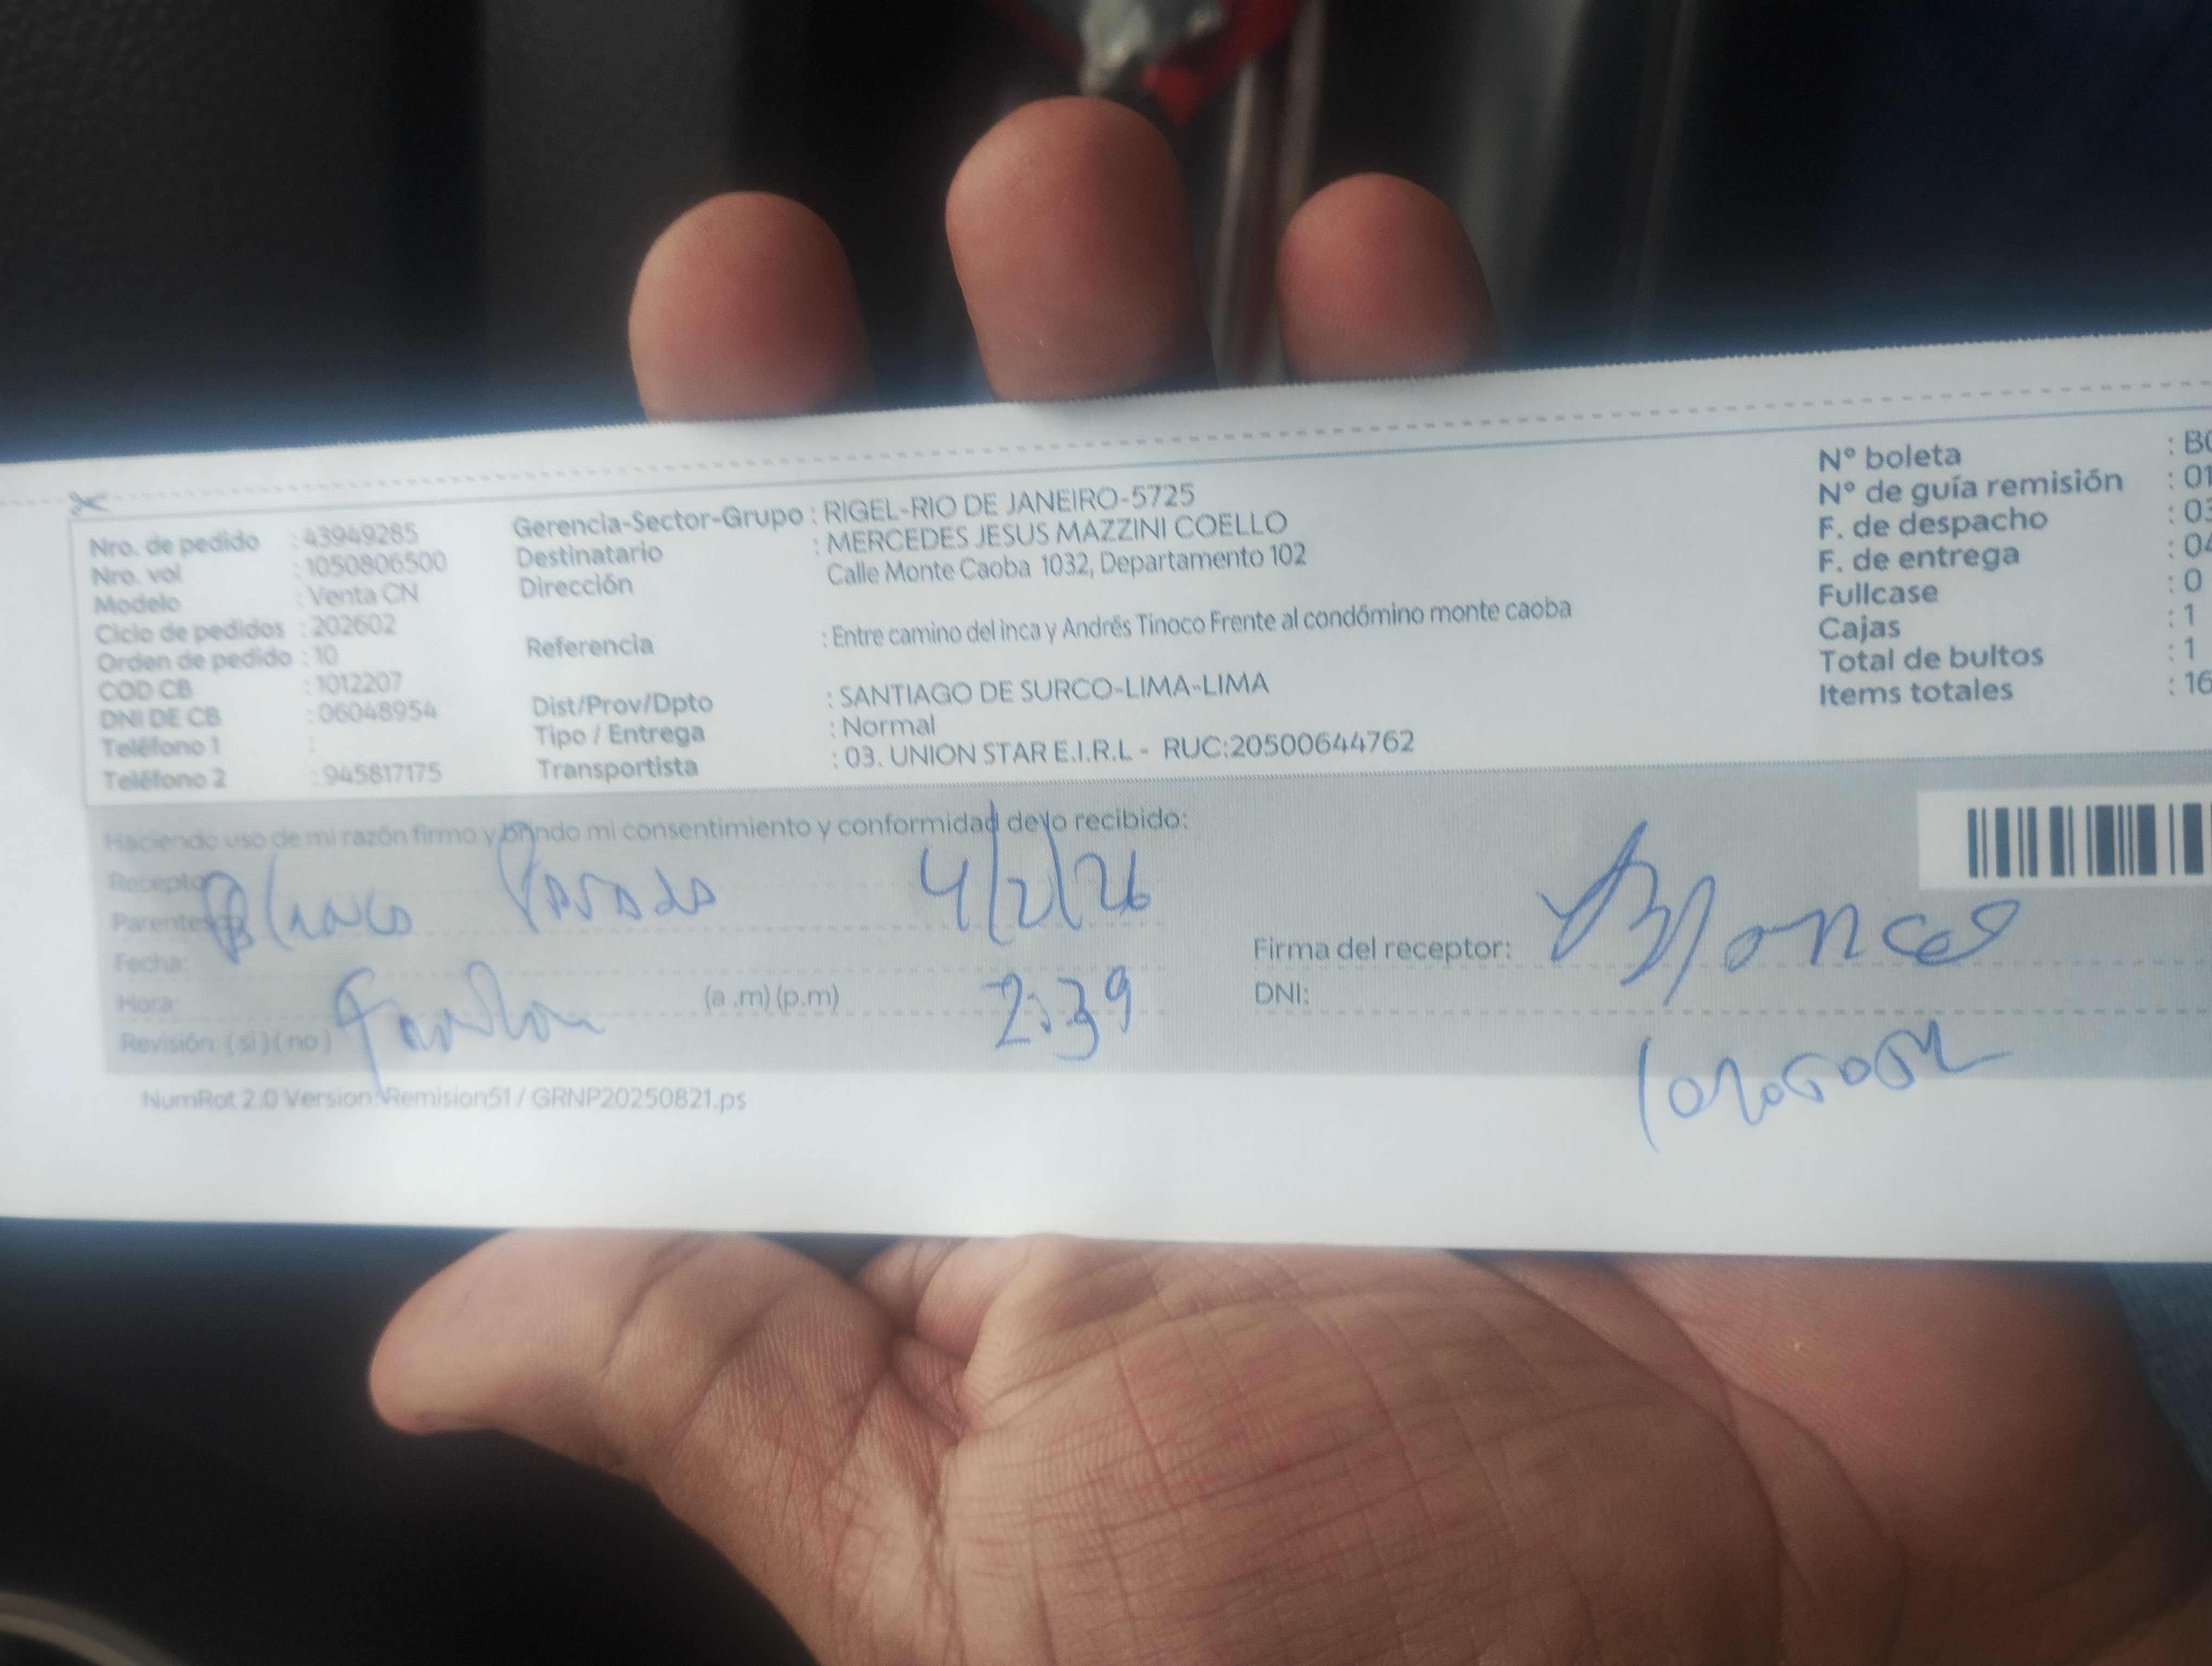 Nro. de pedido : 43949285
Nro. vol : 1050806500
Modelo : Venta CN
Ciclo de pedidos : 202602
Orden de pedido : 10
COD CB : 1012207
DNI DE CB : 06048954
Teléfono 1 :
Teléfono 2 : 945817175
Gerencia-Sector-Grupo : RIGEL-RIO DE JANEIRO-5725
Destinatario : MERCEDES JESUS MAZZINI COELLO
Dirección : Calle Monte Caoba 1032, Departamento 102
Referencia : Entre camino del inca y Andrés Tinoco Frente al condómino monte caoba
Dist/Prov/Dpto : SANTIAGO DE SURCO-LIMA-LIMA
Tipo / Entrega : Normal
Transportista : 03. UNION STAR E.I.R.L - RUC:20500644762
N° boleta : B0
N° de guía remisión : 01
F. de despacho : 03
F. de entrega : 04
Fullcase : 0
Cajas : 1
Total de bultos : 1
Items totales : 16
Haciendo uso de mi razón firmo y brindo mi consentimiento y conformidad de lo recibido:
Receptor
Parentesco
4/2/26
Fecha:
Hora: (a .m) (p.m) 2:39
Revisión: ( si ) ( no )
Firma del receptor:
DNI:
NumRot 2.0 Version: Remision51 / GRNP20250821.ps